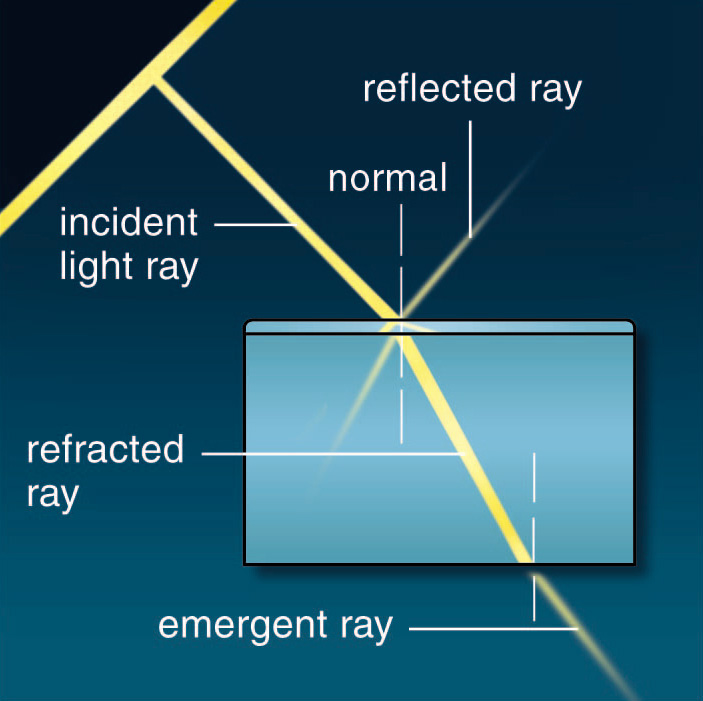 reflected ray
normal
incident
light ray
refracted
ray
emergent ray